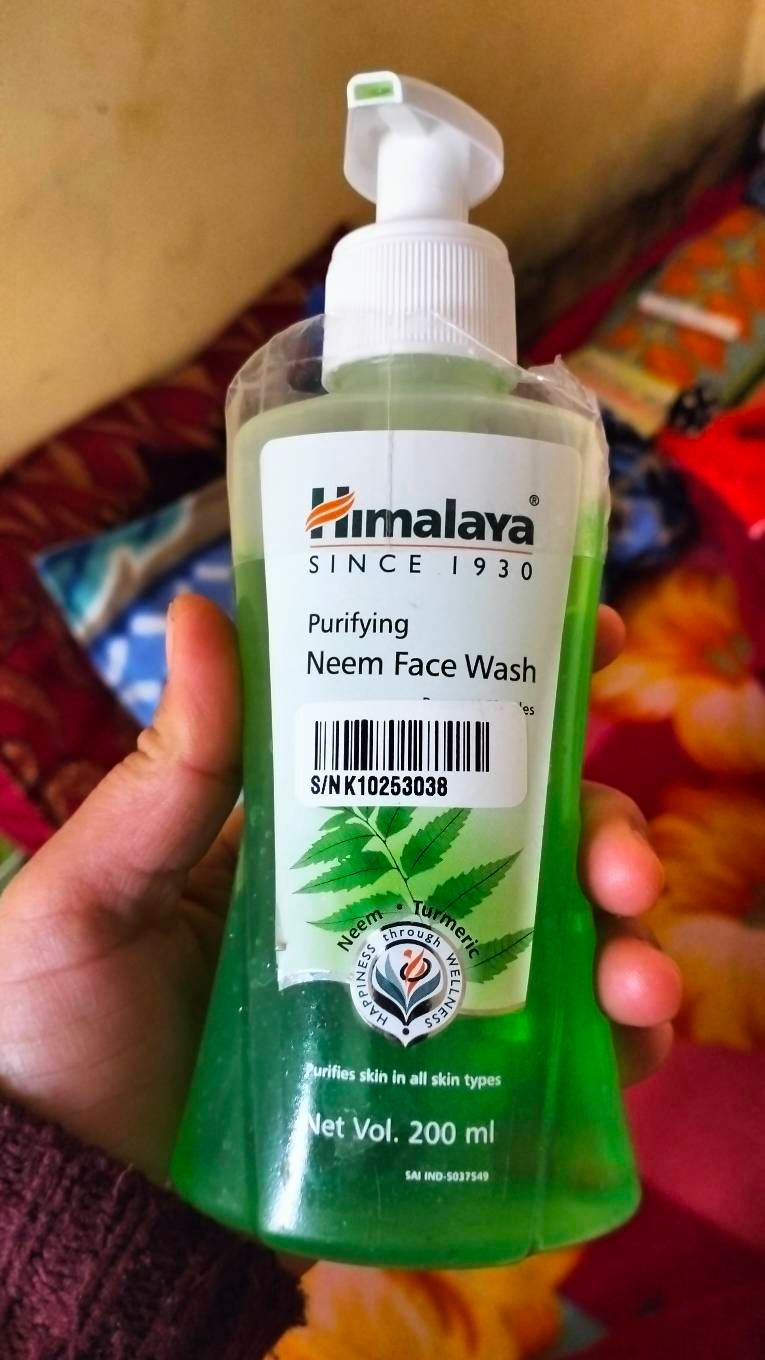 Himalaya®
SINCE 1930
Purifying
Neem Face Wash
S/N K10253038
Neem • Turmeric
HAPPINESS through WELLNESS
Purifies skin in all skin types
Net Vol. 200 ml
SAI IND-S037549